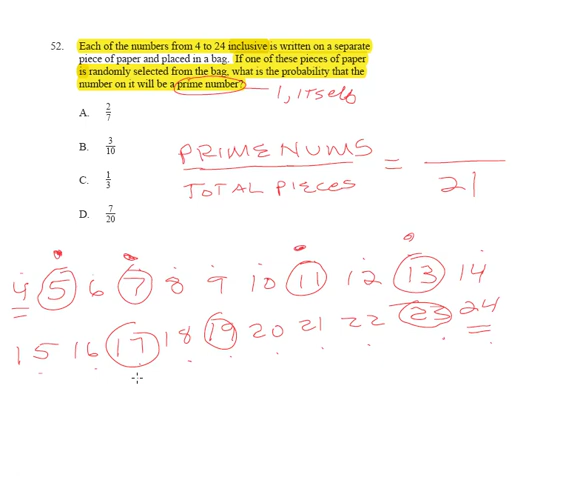 52. Each of the numbers from 4 to 24 inclusive is written on a separate
piece of paper and placed in a bag. If one of these pieces of paper
is randomly selected from the bag, what is the probability that the
number on it will be a prime number?
1, ITSELF
A. 2/7
B. 3/10
C. 1/3
D. 7/20
PRIME NUMS
TOTAL PIECES
=
21
4 5 6 7 8 9 10 11 12 13 14
15 16 17 18 19 20 21 22 23 24